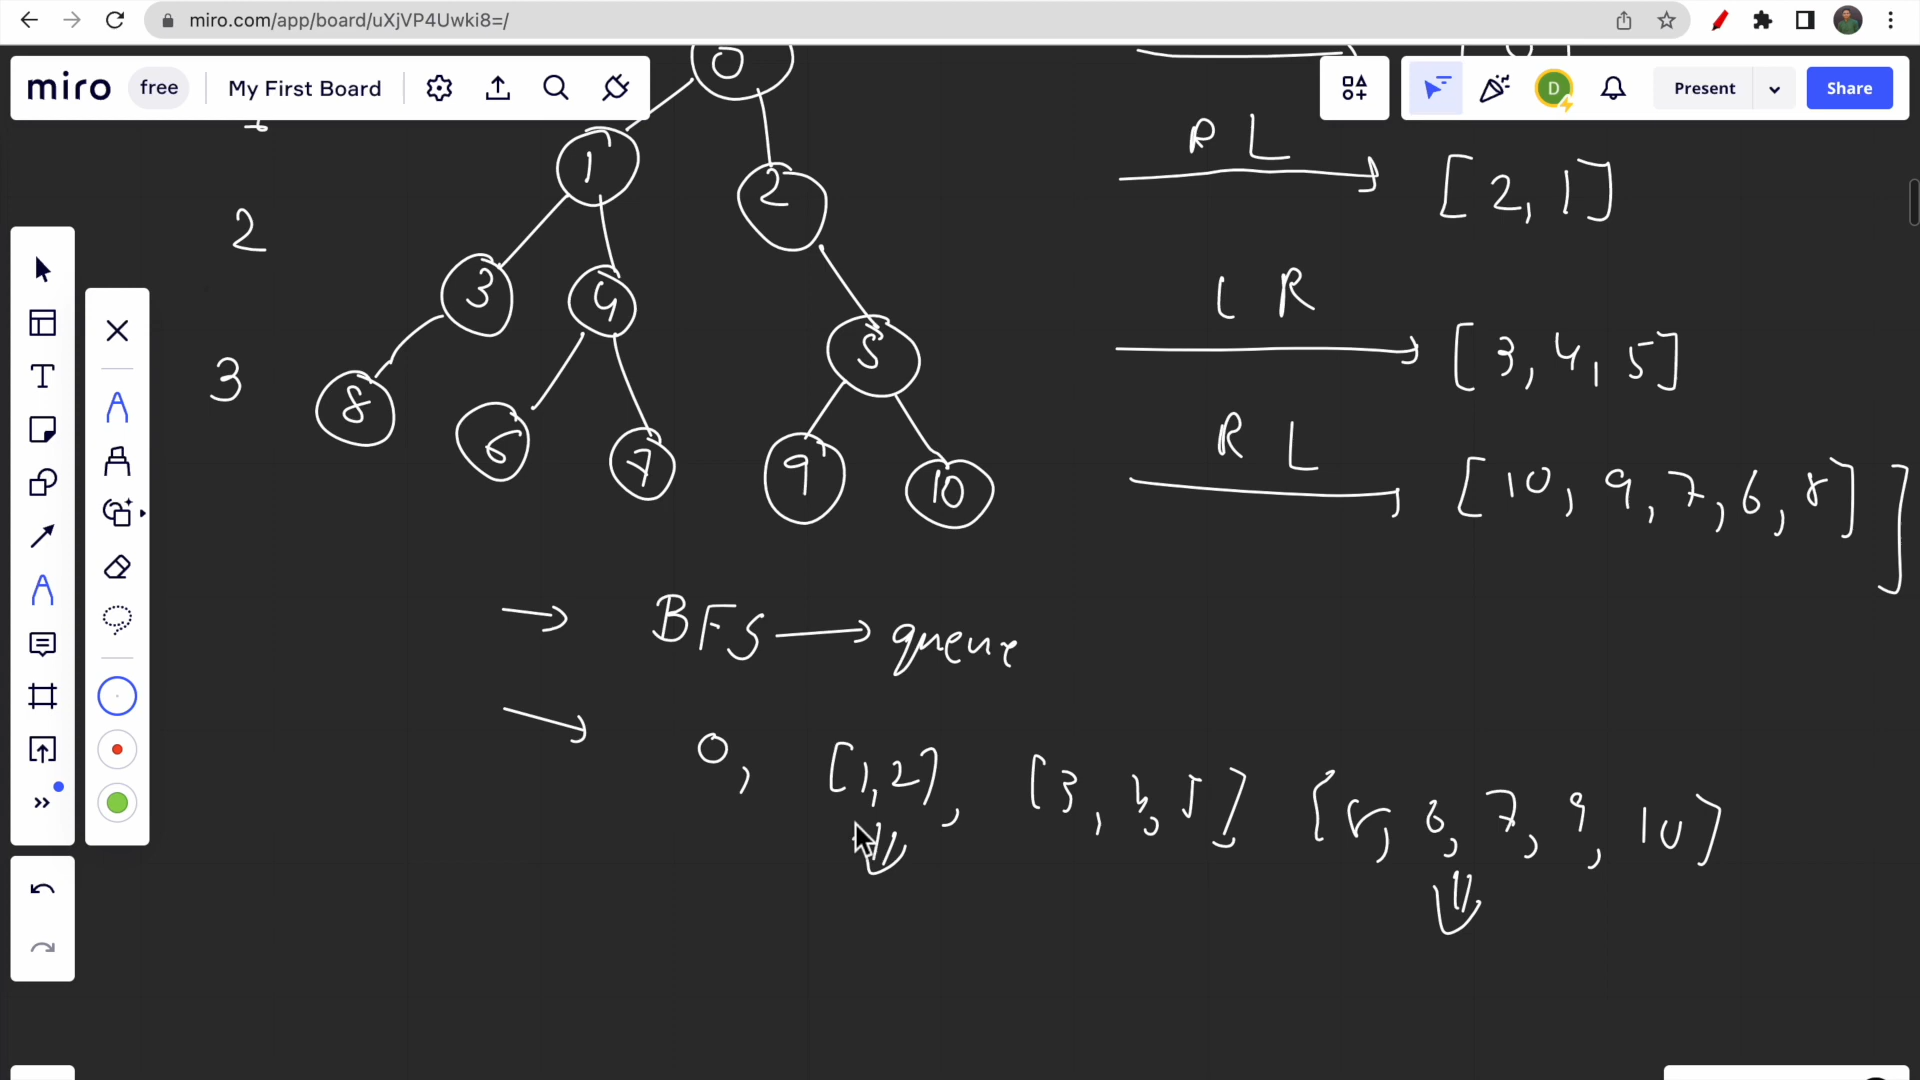 miro.com/app/board/uXjVP4Uwki8=/
miro free My First Board
D Present Share
0
1 2
3 4 5
8 6 7 9 10
2
3
R L
[2, 1]
L R
[3, 4, 5]
R L
[10, 9, 7, 6, 8] ]
→ BFS → queue
→ 0, [1,2], [3, 4, 5] [8, 6, 7, 9, 10]